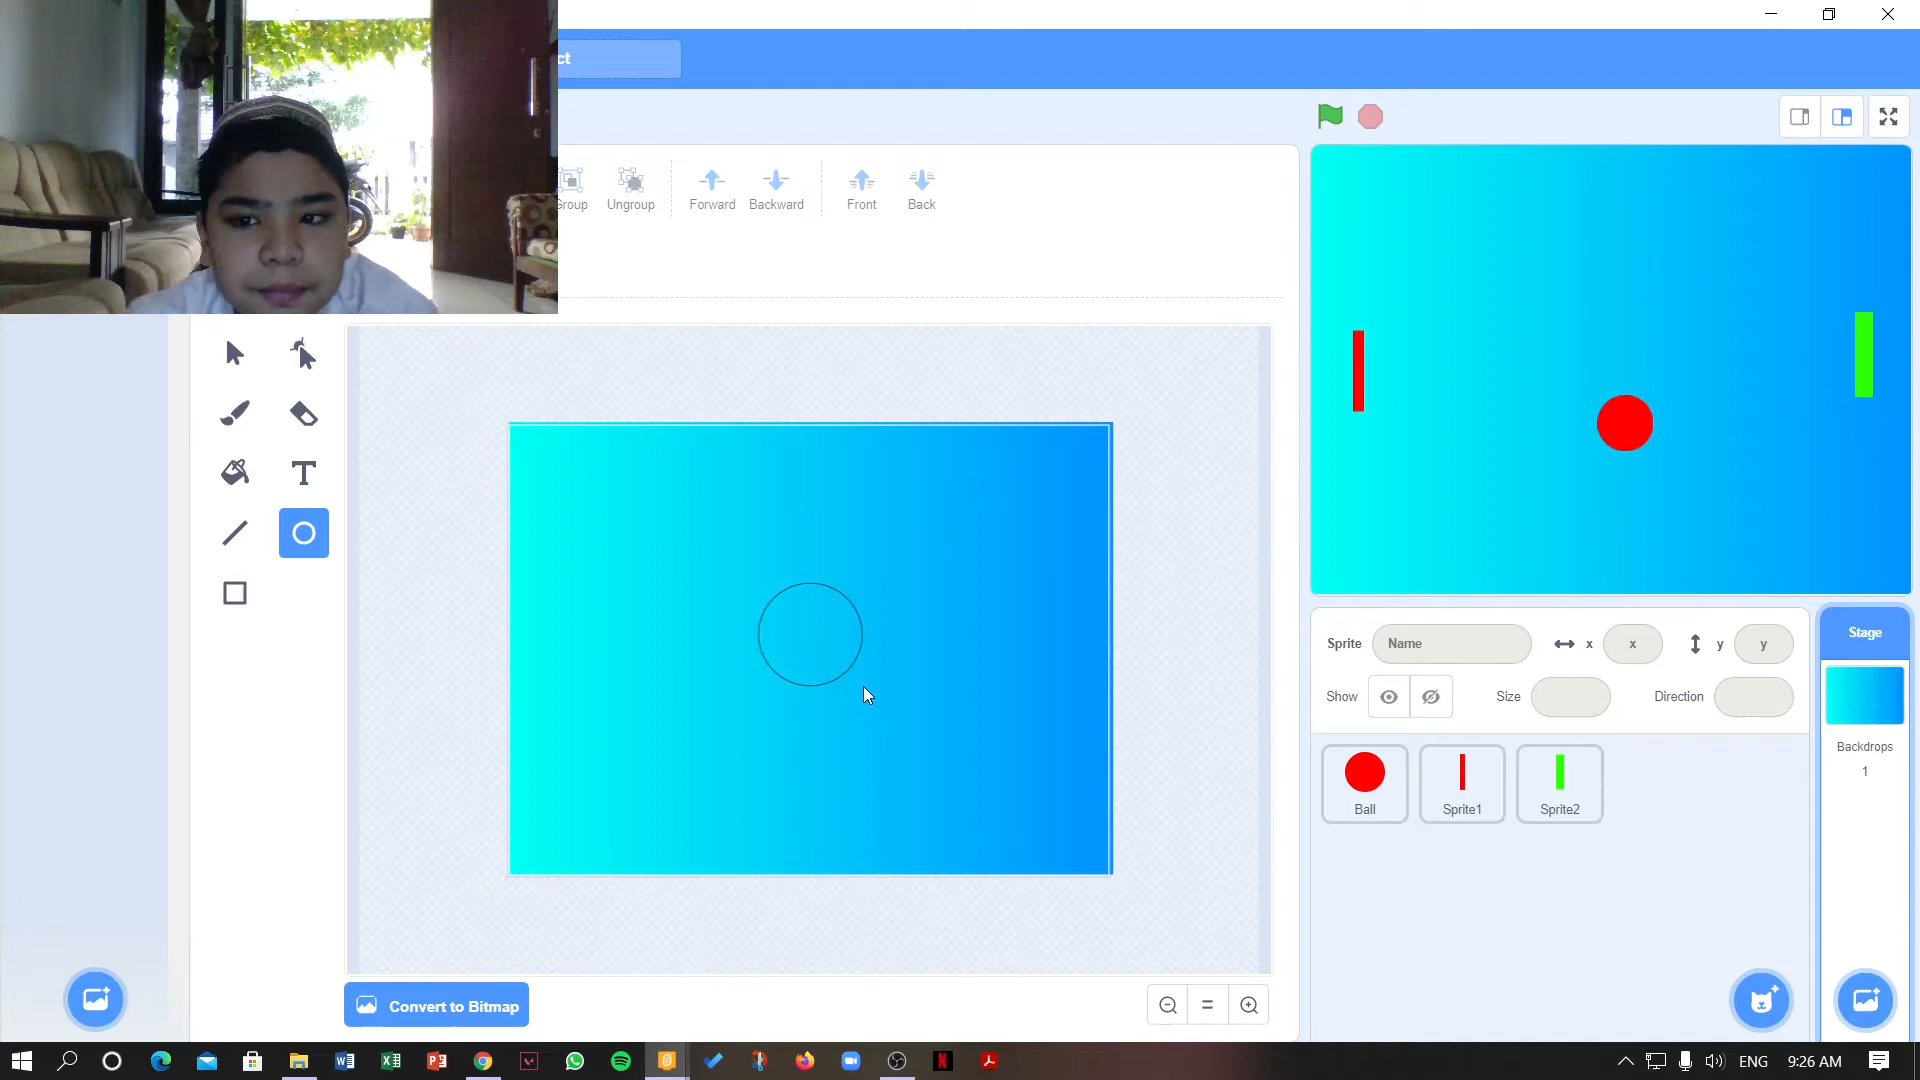 ct
Group
Ungroup
Forward
Backward
Front
Back
T
Convert to Bitmap
Sprite
Name
x
x
y
y
Show
Size
Direction
Stage
Backdrops
1
Ball
Sprite1
Sprite2
ENG
9:26 AM